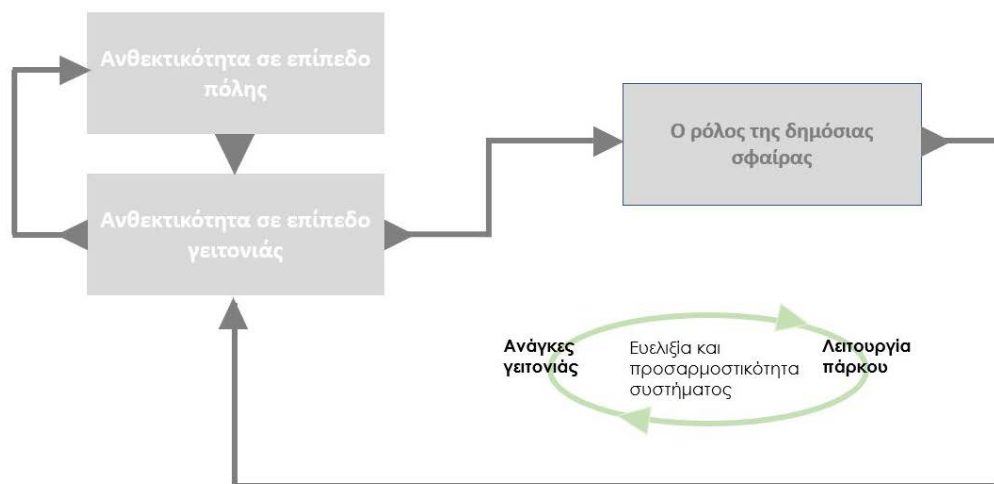 Ανθεκτικότητα σε επίπεδο
πόλης
Ανθεκτικότητα σε επίπεδο
γειτονιάς
Ο ρόλος της δημόσιας
σφαίρας
Ανάγκες
γειτονιάς
Ευελιξία και
προσαρμοστικότητα
συστήματος
Λειτουργία
πάρκου